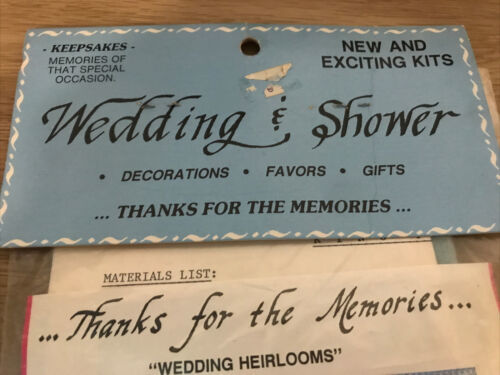 - KEEPSAKES -
MEMORIES OF
THAT SPECIAL
OCCASION.
NEW AND
EXCITING KITS
Wedding & Shower
• DECORATIONS • FAVORS • GIFTS
... THANKS FOR THE MEMORIES ...
MATERIALS LIST:
...Thanks for the Memories...
"WEDDING HEIRLOOMS"